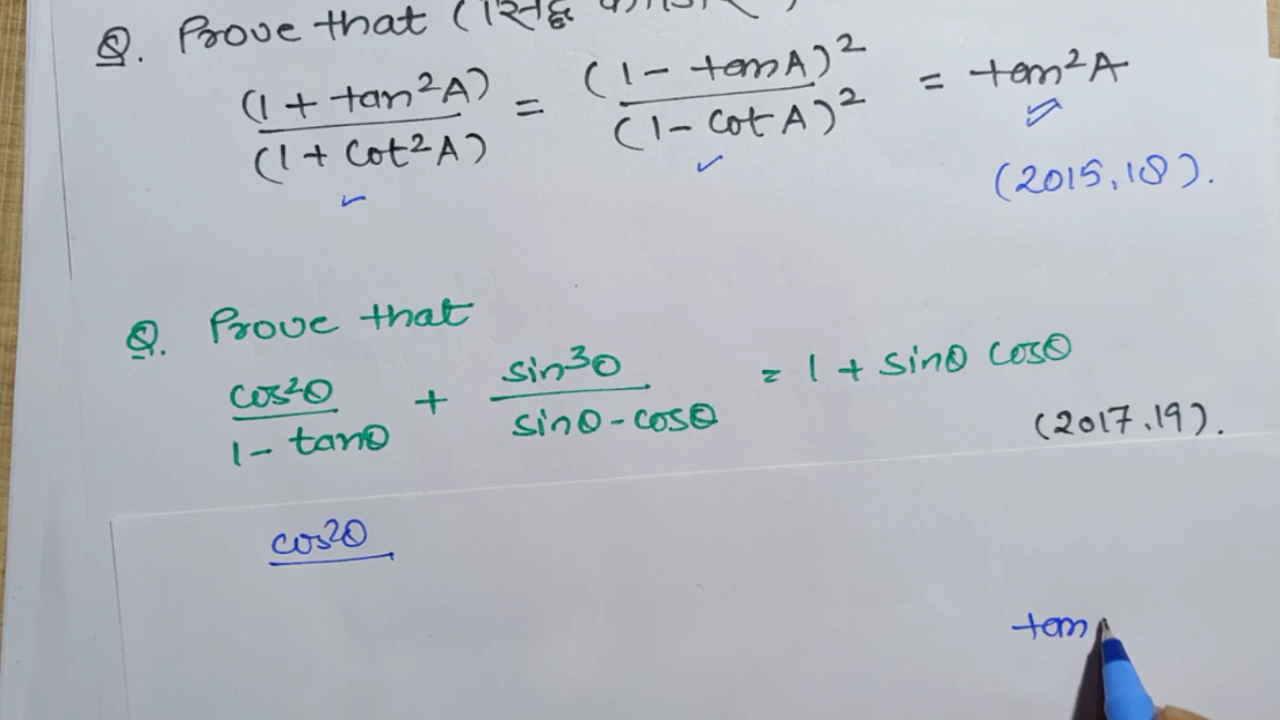 Q. Prove that (सिद्ध
(1 + tan²A) / (1 + cot²A) = (1 - tanA)² / (1 - cotA)² = tan²A
(2015,18).
Q. Prove that
cos²θ / 1 - tanθ + sin³θ / sinθ - cosθ = 1 + sinθ cosθ
(2017,19).
cos²θ
tan